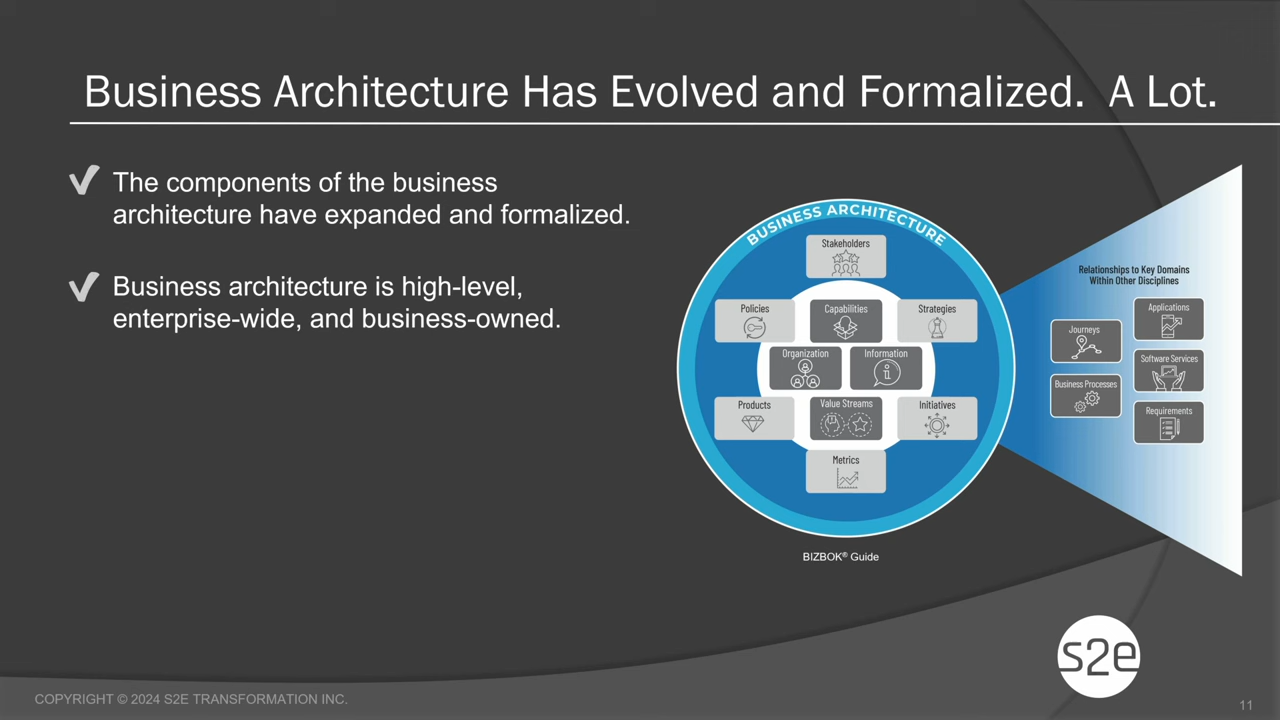 Business Architecture Has Evolved and Formalized. A Lot.
✔ The components of the business
architecture have expanded and formalized.
✔ Business architecture is high-level,
enterprise-wide, and business-owned.
BUSINESS ARCHITECTURE
Stakeholders
Policies
Capabilities
Strategies
Organization
Information
Products
Value Streams
Initiatives
Metrics
BIZBOK® Guide
Relationships to Key Domains
Within Other Disciplines
Journeys
Applications
Software Services
Business Processes
Requirements
s2e
COPYRIGHT © 2024 S2E TRANSFORMATION INC.
11